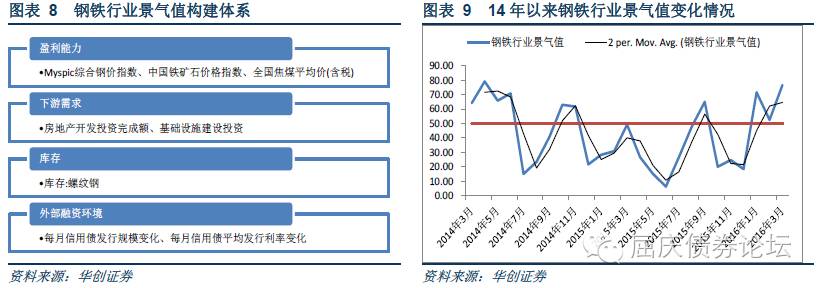 图表 8 钢铁行业景气值构建体系
盈利能力
•Myspic综合钢价指数、中国铁矿石价格指数、全国焦煤平均价(含税)
下游需求
•房地产开发投资完成额、基础设施建设投资
库存
•库存:螺纹钢
外部融资环境
•每月信用债发行规模变化、每月信用债平均发行利率变化
资料来源：华创证券
图表 9 14 年以来钢铁行业景气值变化情况
钢铁行业景气值
2 per. Mov. Avg. (钢铁行业景气值)
90.00
80.00
70.00
60.00
50.00
40.00
30.00
20.00
10.00
0.00
2014年3月
2014年5月
2014年7月
2014年9月
2014年11月
2015年1月
2015年3月
2015年5月
2015年7月
2015年9月
2015年11月
2016年1月
2016年3月
屈庆债券论坛
资料来源：华创证券